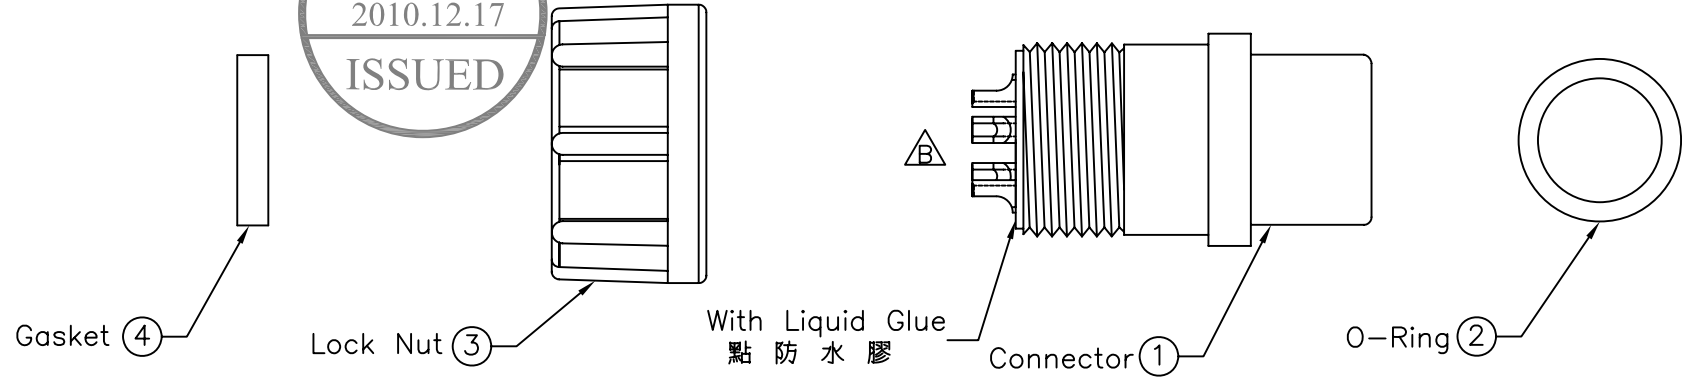 2010.12.17
ISSUED
B
Gasket 4
Lock Nut 3
With Liquid Glue
點防水膠
Connector 1
O-Ring 2